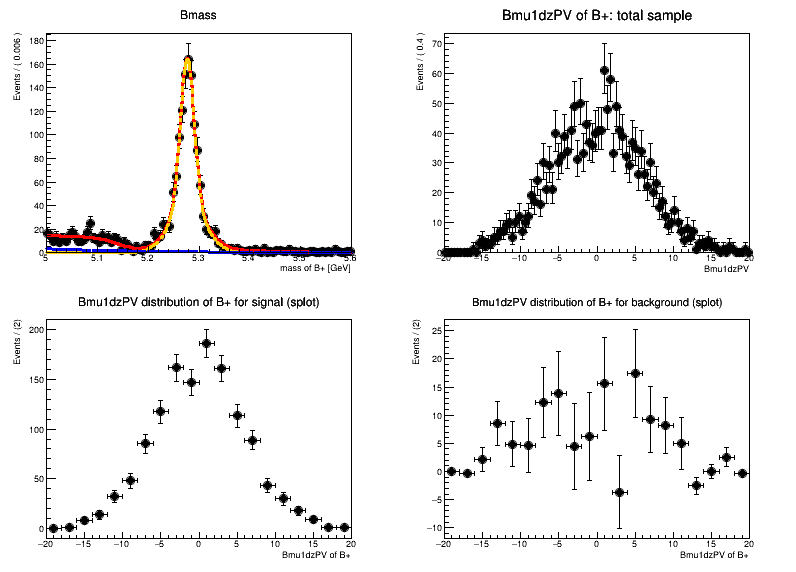 Bmass
Events / ( 0.006 )
180
160
140
120
100
80
60
40
20
0
5 5.1 5.2 5.3 5.4 5.5 5.6
mass of B+ [GeV]
Bmu1dzPV of B+: total sample
Events / ( 0.4 )
70
60
50
40
30
20
10
0
−20 −15 −10 −5 0 5 10 15 20
Bmu1dzPV
Bmu1dzPV distribution of B+ for signal (splot)
Events / (2)
200
150
100
50
0
−20 −15 −10 −5 0 5 10 15 20
Bmu1dzPV of B+
Bmu1dzPV distribution of B+ for background (splot)
Events / (2)
25
20
15
10
5
0
−5
−10
−20 −15 −10 −5 0 5 10 15 20
Bmu1dzPV of B+